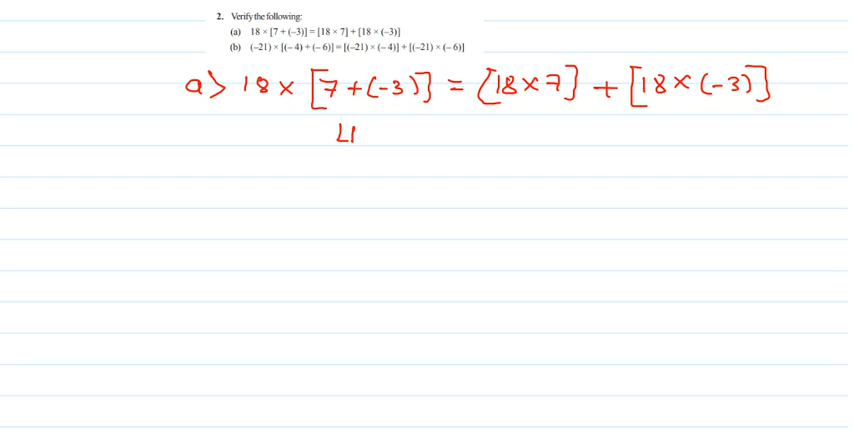 2. Verify the following:
(a) 18 × [7 + (–3)] = [18 × 7] + [18 × (–3)]
(b) (–21) × [(– 4) + (– 6)] = [(–21) × (– 4)] + [(–21) × (– 6)]
a) 18 × [7 + (-3)] = [18 × 7] + [18 × (-3)]
4